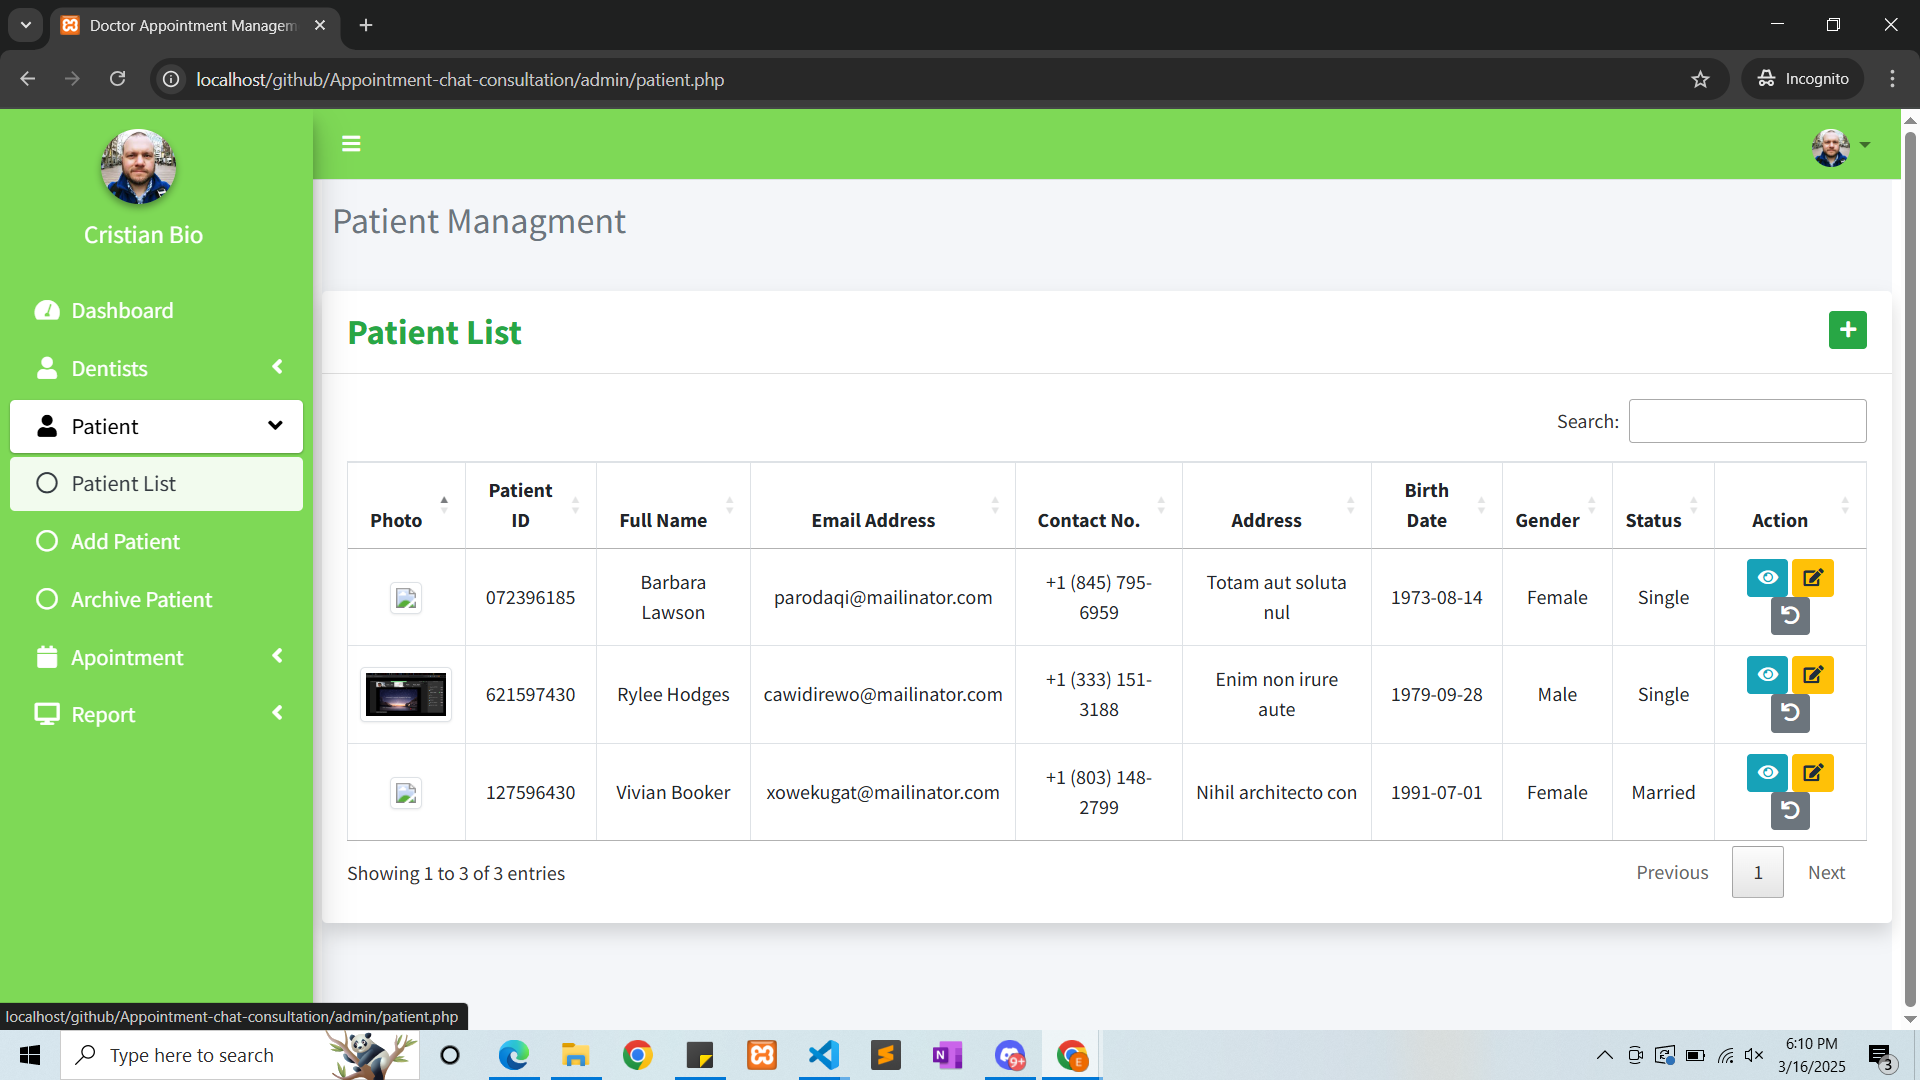 Doctor Appointment Managem
localhost/github/Appointment-chat-consultation/admin/patient.php
Incognito
Cristian Bio
Dashboard
Dentists
Patient
Patient List
Add Patient
Archive Patient
Apointment
Report
Patient Managment
Patient List
Search:
Photo
Patient
ID
Full Name
Email Address
Contact No.
Address
Birth
Date
Gender
Status
Action
072396185
Barbara
Lawson
parodaqi@mailinator.com
+1 (845) 795-
6959
Totam aut soluta
nul
1973-08-14
Female
Single
621597430
Rylee Hodges
cawidirewo@mailinator.com
+1 (333) 151-
3188
Enim non irure
aute
1979-09-28
Male
Single
127596430
Vivian Booker
xowekugat@mailinator.com
+1 (803) 148-
2799
Nihil architecto con
1991-07-01
Female
Married
Showing 1 to 3 of 3 entries
Previous
1
Next
localhost/github/Appointment-chat-consultation/admin/patient.php
Type here to search
N
9+
E
6:10 PM
3/16/2025
3